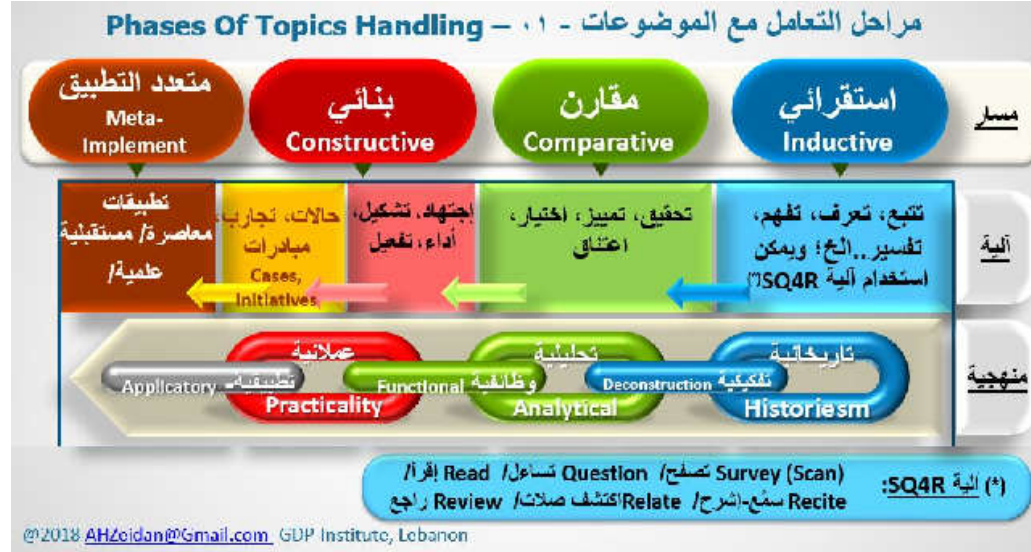 مراحل التعامل مع الموضوعات - ٠١ – Phases Of Topics Handling
مسار
استقرائي
Inductive
مقارن
Comparative
بنائي
Constructive
متعدد التطبيق
Meta-
Implement
آلية
تتبع، تعرف، تفهم،
تفسير..الخ؛ ويمكن
استخدام آلية SQ4R(*)
تحقيق، تمييز، اختيار،
اعتناق
إجتهاد، تشكيل،
أداء، تفعيل
حالات، تجارب،
مبادرات
Cases,
Initiatives
تطبيقات
معاصرة/ مستقبلية
علمية/
منهجية
تاريخانية
تفكيكية Deconstruction
Historiesm
تحليلية
وظائفية Functional
Analytical
عملانية
تطبيقية- Applicatory
Practicality
(*) آلية SQ4R:
Survey (Scan) تصفح/ Question تساءل/ Read إقرأ/
Recite سمّع-اشرح/ Relate اكتشف صلات/ Review راجع
@2018 AHZeidan@Gmail.com GDP Institute, Lebanon